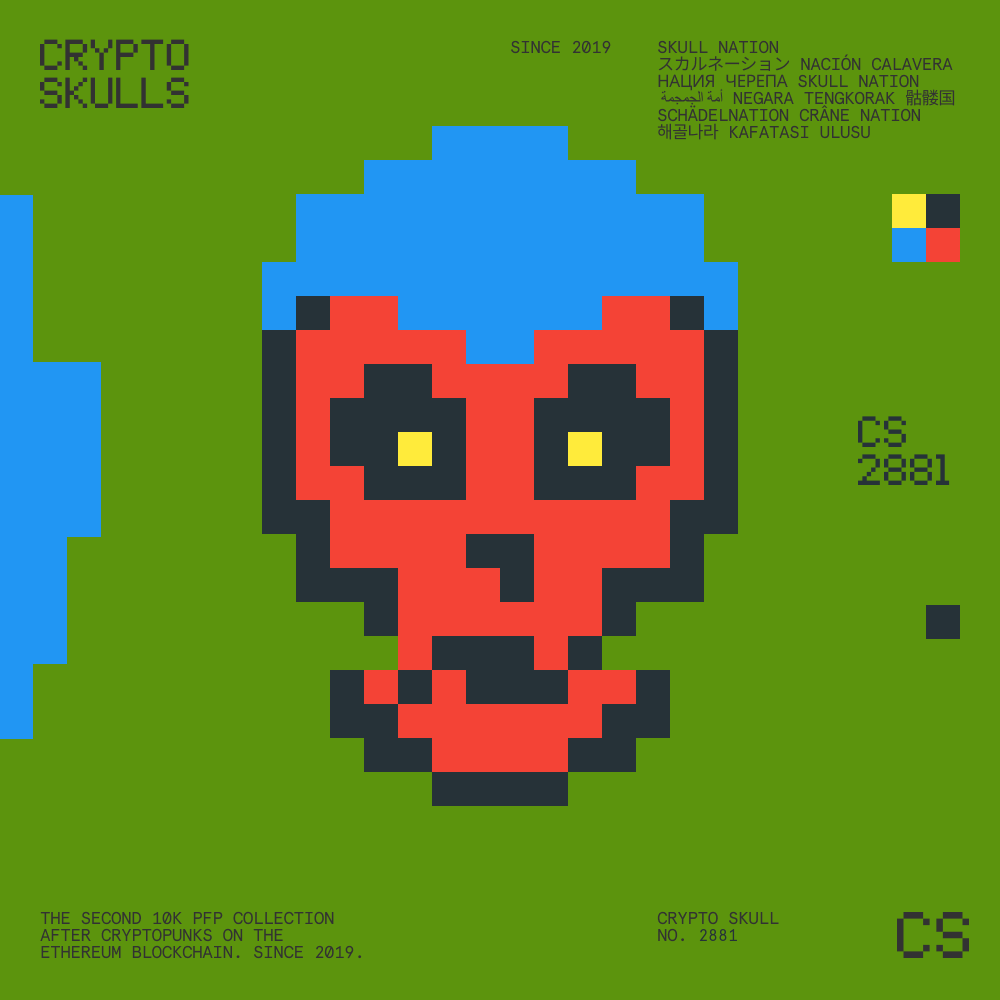 CRYPTO
SKULLS
SINCE 2019
SKULL NATION
スカルネーション NACIÓN CALAVERA
НАЦИЯ ЧЕРЕПА SKULL NATION
أمة الجمجمة NEGARA TENGKORAK 骷髅国
SCHÄDELNATION CRÂNE NATION
해골나라 KAFATASI ULUSU
CS
2881
THE SECOND 10K PFP COLLECTION
AFTER CRYPTOPUNKS ON THE
ETHEREUM BLOCKCHAIN. SINCE 2019.
CRYPTO SKULL
NO. 2881
CS